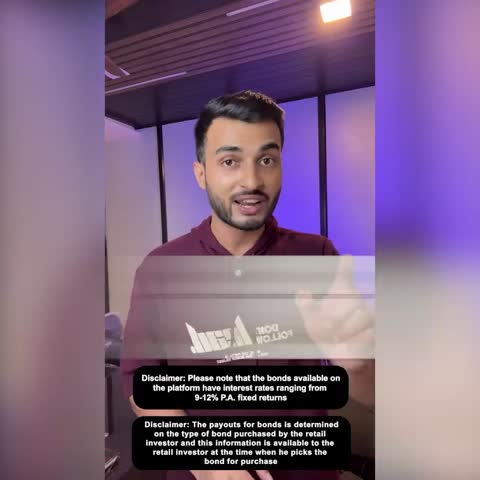 Disclaimer: Please note that the bonds available on
the platform have interest rates ranging from
9-12% P.A. fixed returns
Disclaimer: The payouts for bonds is determined
on the type of bond purchased by the retail
investor and this information is available to the
retail investor at the time when he picks the
bond for purchase